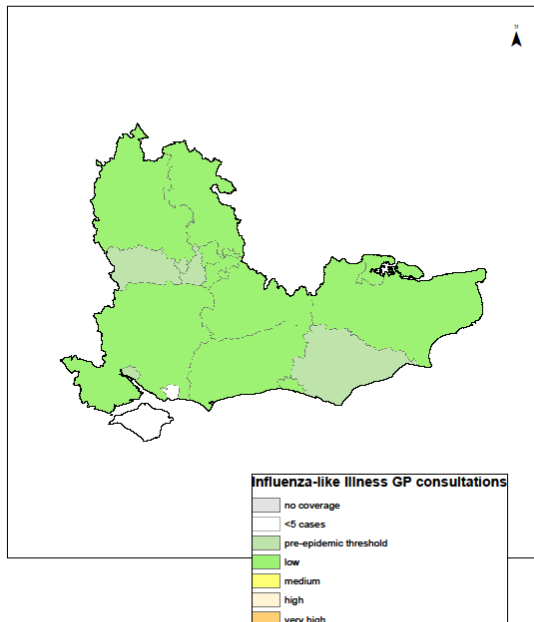 N
Influenza-like Illness GP consultations
no coverage
<5 cases
pre-epidemic threshold
low
medium
high
very high